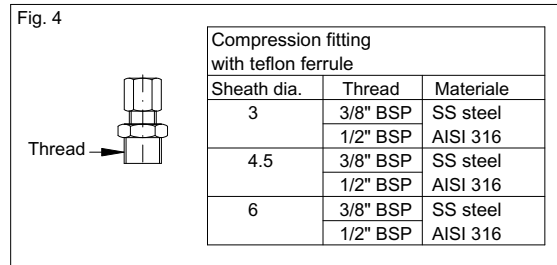 Fig. 4
Compression fitting
with teflon ferrule
Sheath dia. Thread Materiale
3 3/8" BSP SS steel
1/2" BSP AISI 316
Thread
4.5 3/8" BSP SS steel
1/2" BSP AISI 316
6 3/8" BSP SS steel
1/2" BSP AISI 316